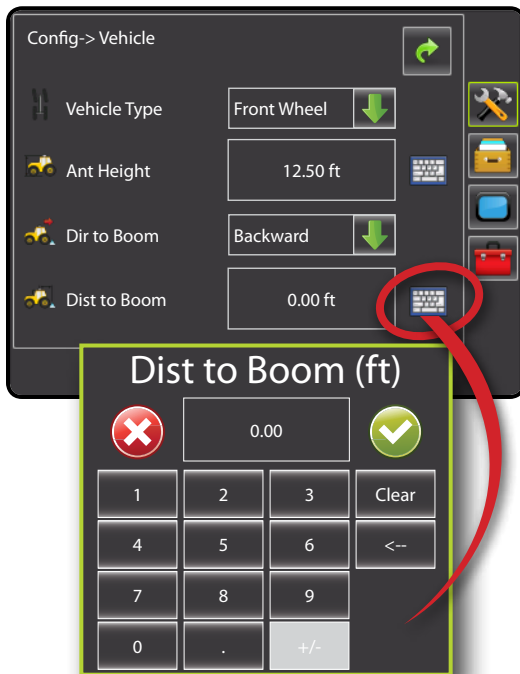 Config-> Vehicle
Vehicle Type
Front Wheel
Ant Height
12.50 ft
Dir to Boom
Backward
Dist to Boom
0.00 ft
Dist to Boom (ft)
0.00
1 2 3 Clear
4 5 6 <--
7 8 9
0 . +/-